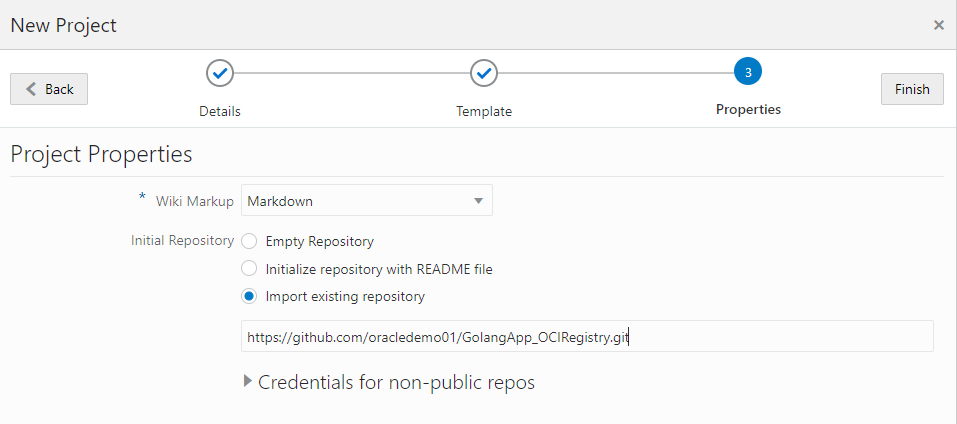 New Project
×
Back
Details
Template
3
Properties
Finish
Project Properties
* Wiki Markup Markdown
Initial Repository Empty Repository
Initialize repository with README file
Import existing repository
https://github.com/oracledemo01/GolangApp_OCIRegistry.git
Credentials for non-public repos